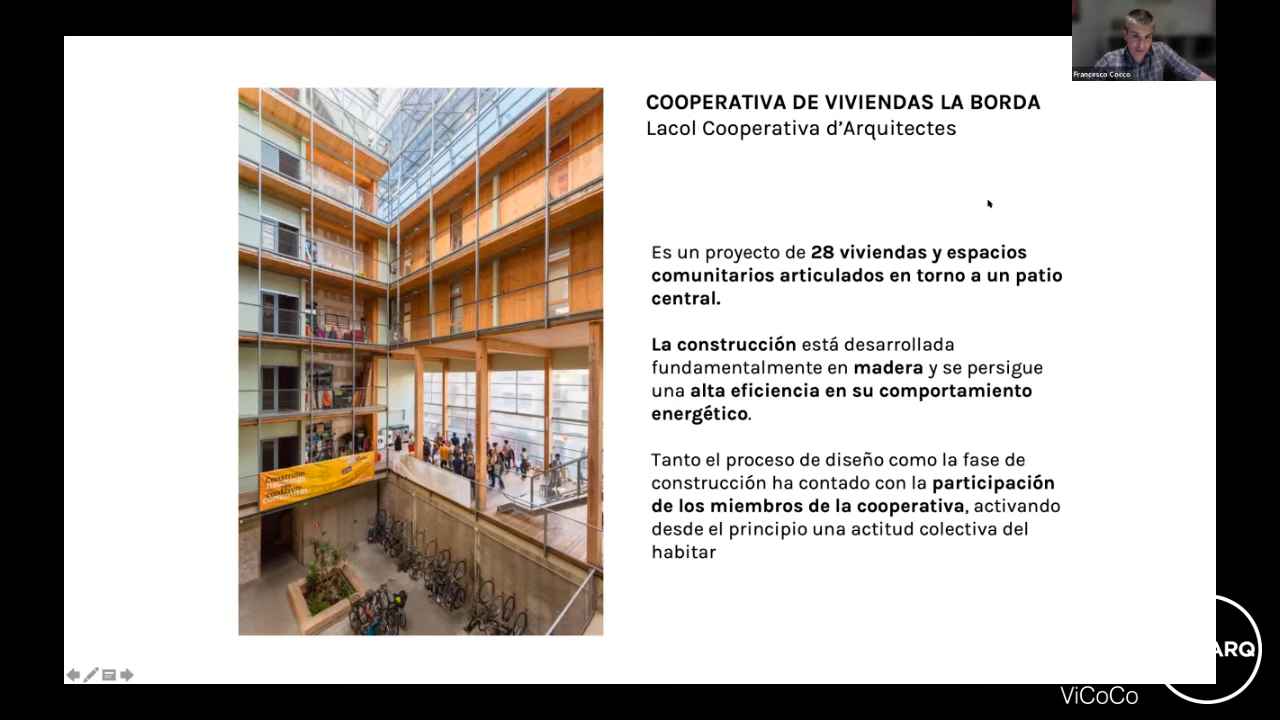 Francesco Cocco
COOPERATIVA DE VIVIENDAS LA BORDA
Lacol Cooperativa d’Arquitectes
Es un proyecto de 28 viviendas y espacios
comunitarios articulados en torno a un patio
central.
La construcción está desarrollada
fundamentalmente en madera y se persigue
una alta eficiencia en su comportamiento
energético.
Tanto el proceso de diseño como la fase de
construcción ha contado con la participación
de los miembros de la cooperativa, activando
desde el principio una actitud colectiva del
habitar
Construïm
ARQ
ViCoCo